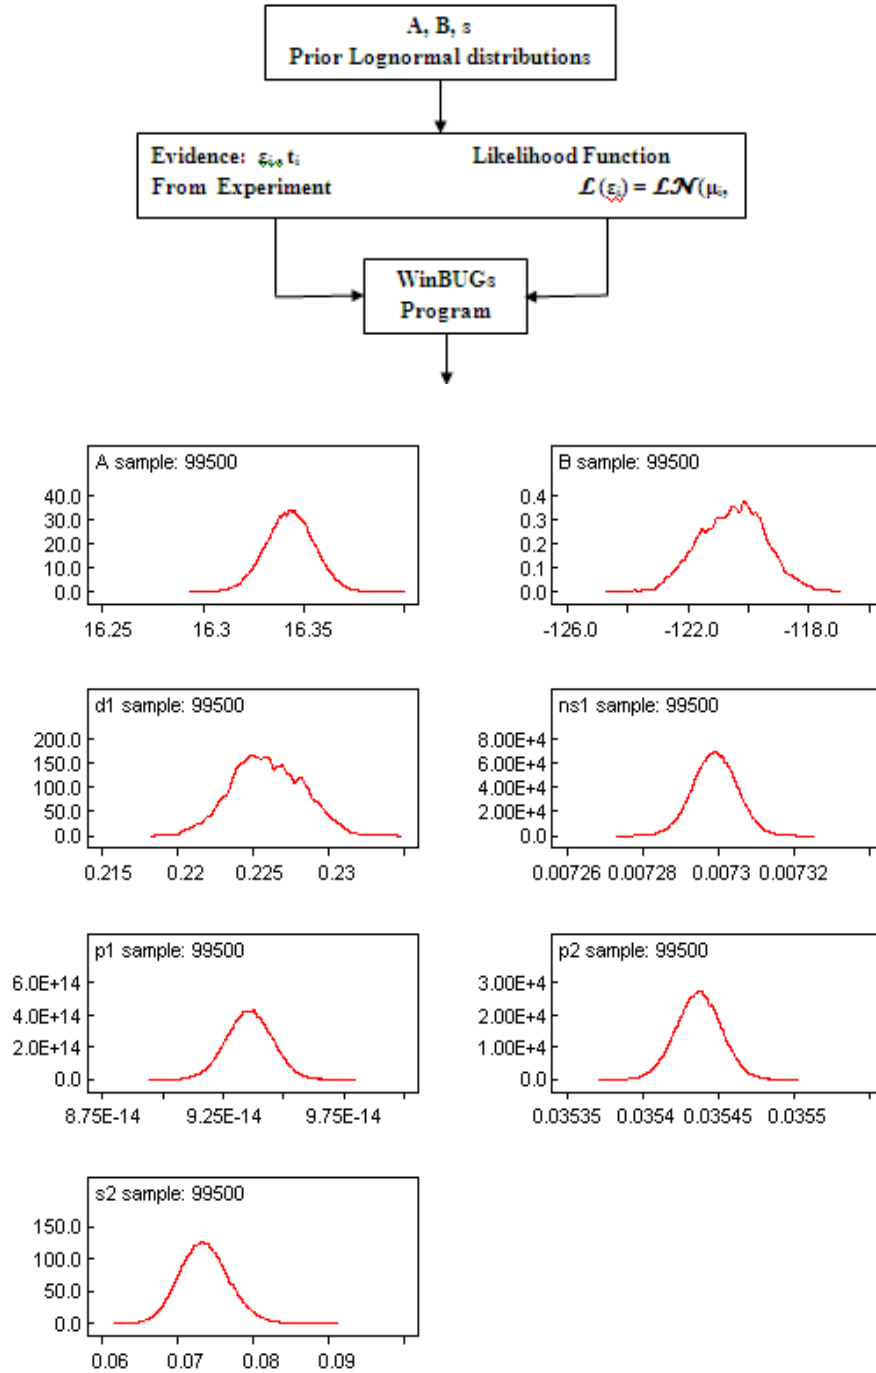 A, B, s
Prior Lognormal distributions
Evidence: εᵢ, tᵢ Likelihood Function
From Experiment 𝓛(εᵢ) = 𝓛𝓝(μᵢ,
WinBUGs
Program
A sample: 99500
40.0
30.0
20.0
10.0
0.0
16.25 16.3 16.35
B sample: 99500
0.4
0.3
0.2
0.1
0.0
-126.0 -122.0 -118.0
d1 sample: 99500
200.0
150.0
100.0
50.0
0.0
0.215 0.22 0.225 0.23
ns1 sample: 99500
8.00E+4
6.00E+4
4.00E+4
2.00E+4
0.0
0.00726 0.00728 0.0073 0.00732
p1 sample: 99500
6.0E+14
4.0E+14
2.0E+14
0.0
8.75E-14 9.25E-14 9.75E-14
p2 sample: 99500
3.00E+4
2.00E+4
1.00E+4
0.0
0.03535 0.0354 0.03545 0.0355
s2 sample: 99500
150.0
100.0
50.0
0.0
0.06 0.07 0.08 0.09